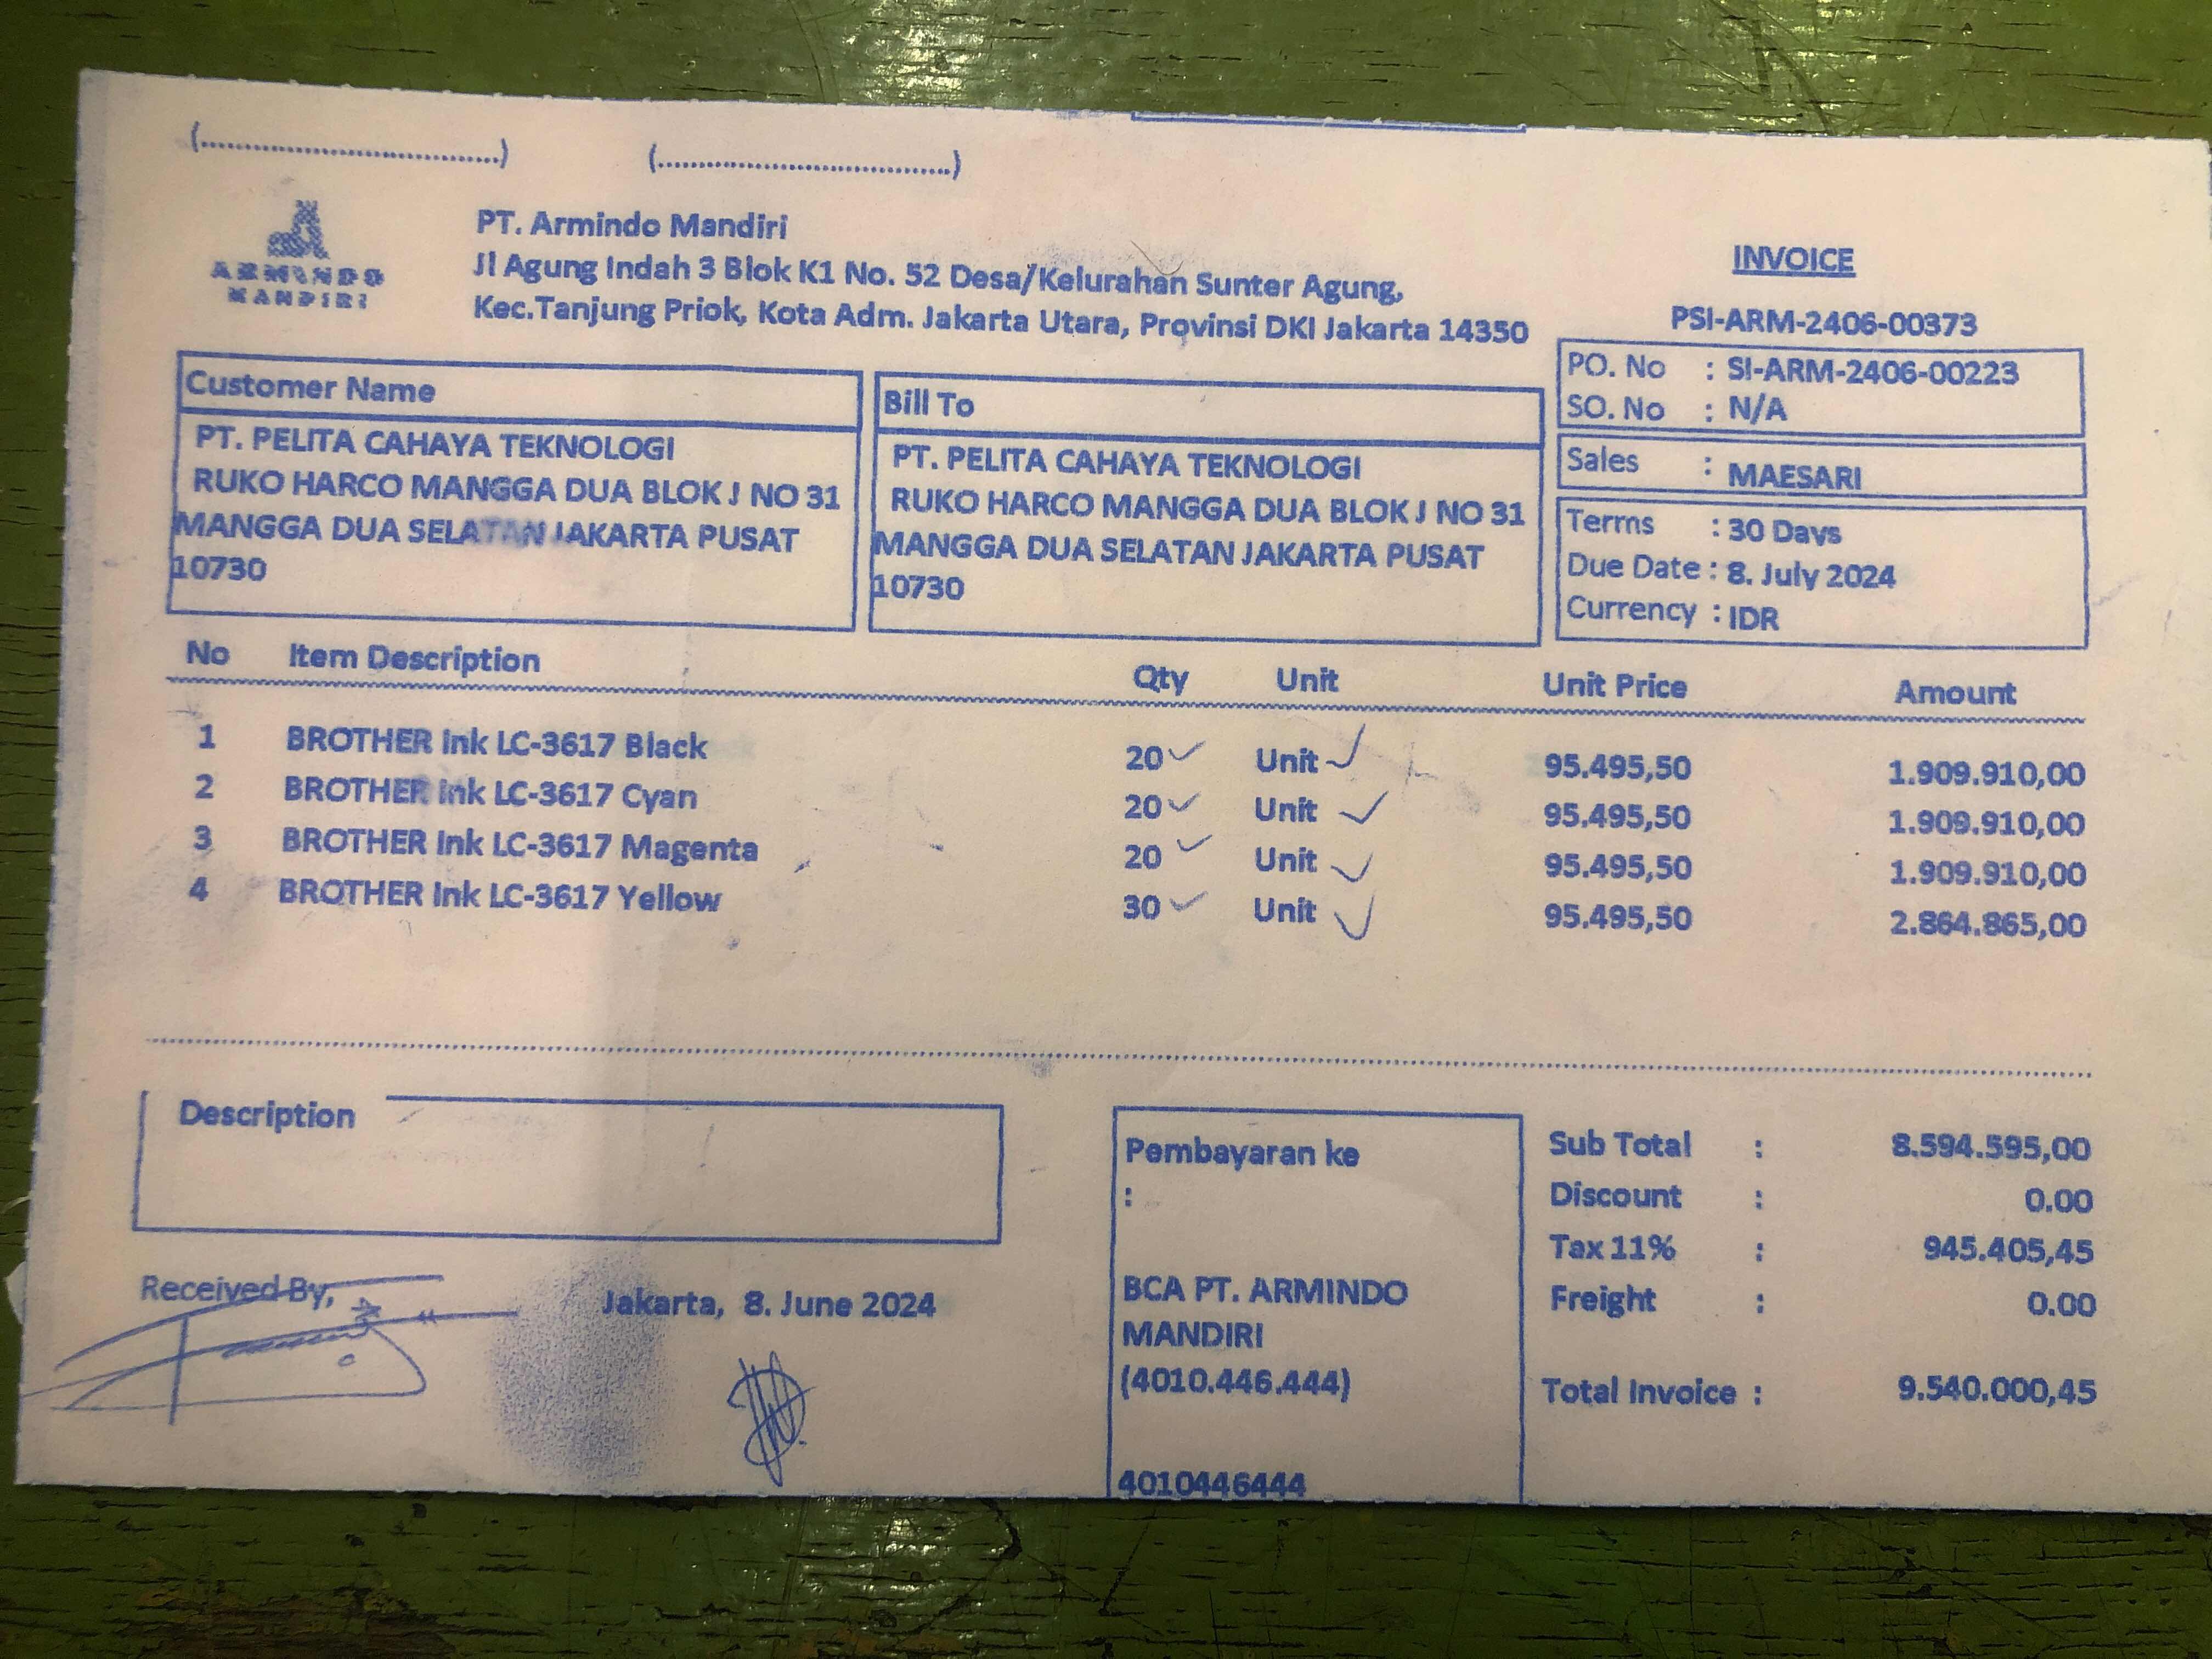 (................................) (................................)
ARMINDO
MANDIRI
PT. Armindo Mandiri
Jl Agung Indah 3 Blok K1 No. 52 Desa/Kelurahan Sunter Agung,
Kec.Tanjung Priok, Kota Adm. Jakarta Utara, Provinsi DKI Jakarta 14350
INVOICE
PSI-ARM-2406-00373
PO. No : SI-ARM-2406-00223
SO. No : N/A
Sales : MAESARI
Terms : 30 Days
Due Date : 8. July 2024
Currency : IDR
Customer Name
PT. PELITA CAHAYA TEKNOLOGI
RUKO HARCO MANGGA DUA BLOK J NO 31
MANGGA DUA SELATAN JAKARTA PUSAT
10730
Bill To
PT. PELITA CAHAYA TEKNOLOGI
RUKO HARCO MANGGA DUA BLOK J NO 31
MANGGA DUA SELATAN JAKARTA PUSAT
10730
No Item Description Qty Unit Unit Price Amount
1 BROTHER Ink LC-3617 Black 20 Unit 95.495,50 1.909.910,00
2 BROTHER Ink LC-3617 Cyan 20 Unit 95.495,50 1.909.910,00
3 BROTHER Ink LC-3617 Magenta 20 Unit 95.495,50 1.909.910,00
4 BROTHER Ink LC-3617 Yellow 30 Unit 95.495,50 2.864.865,00
Description
Received By,
Jakarta, 8. June 2024
Pembayaran ke
:
BCA PT. ARMINDO
MANDIRI
(4010.446.444)
4010446444
Sub Total : 8.594.595,00
Discount : 0.00
Tax 11% : 945.405,45
Freight : 0.00
Total Invoice : 9.540.000,45